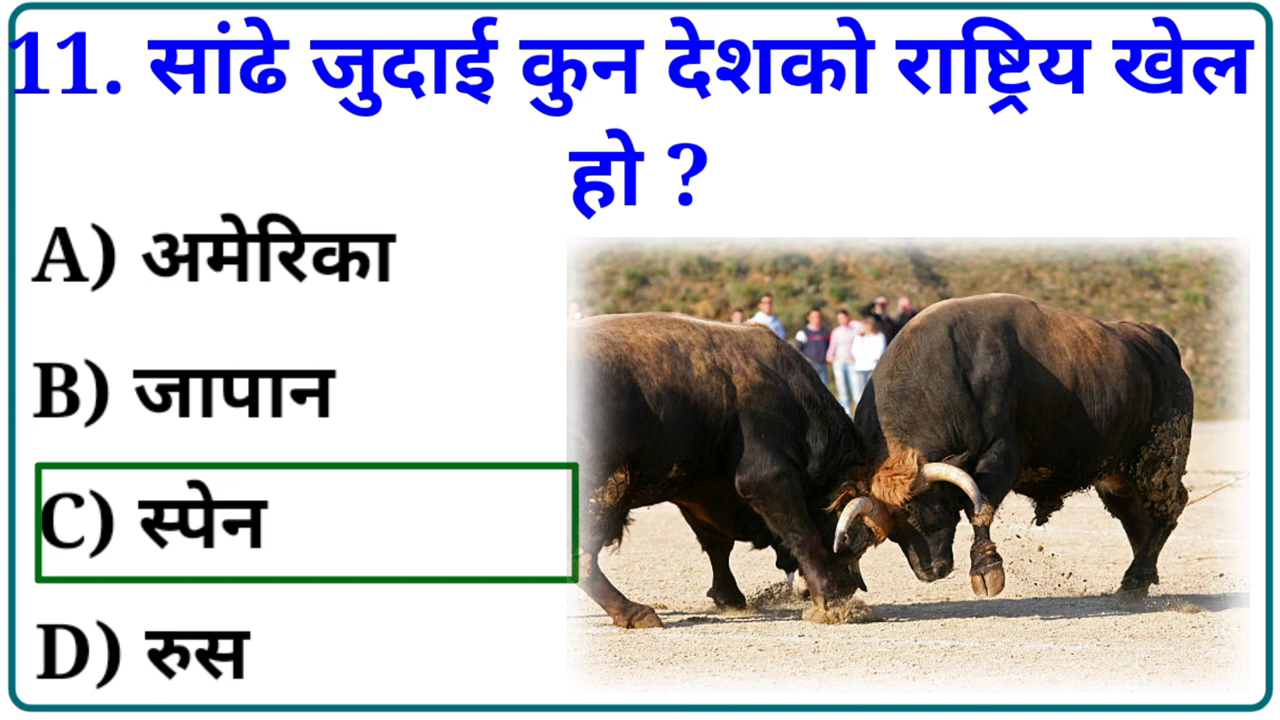 11. सांढे जुदाई कुन देशको राष्ट्रिय खेल
हो ?
A) अमेरिका
B) जापान
C) स्पेन
D) रुस